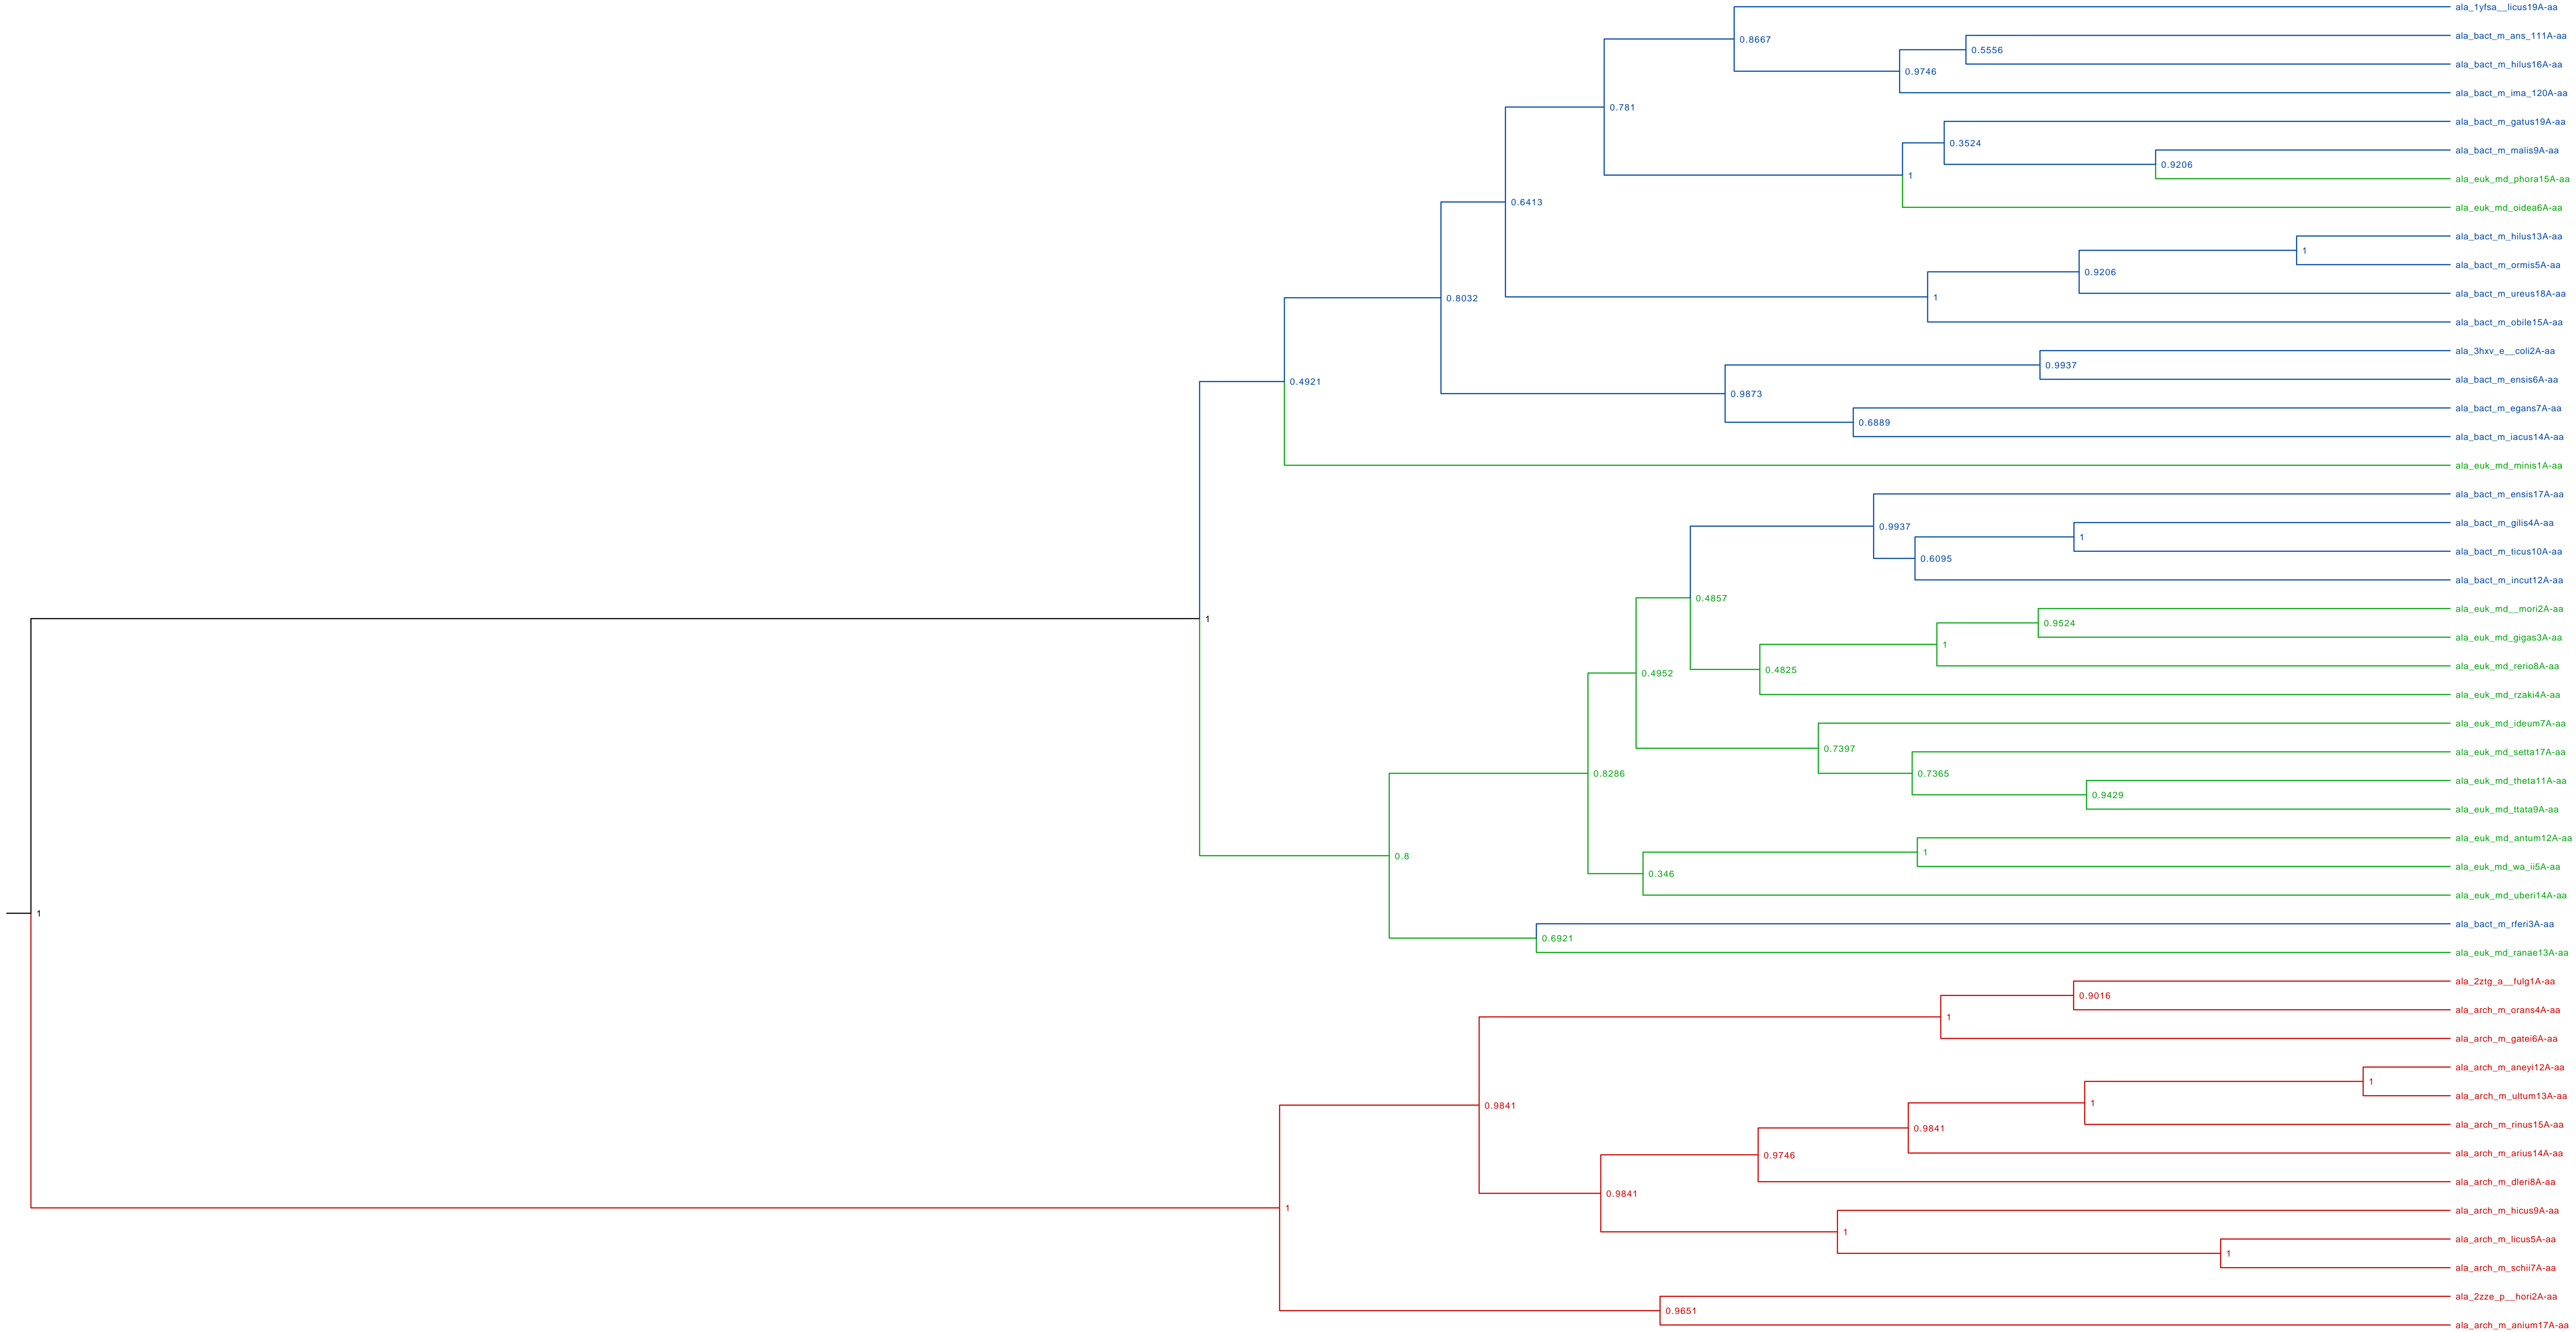 ala_1yfsa__licus19A-aa
0.8667
ala_bact_m_ans_111A-aa
0.5556
ala_bact_m_hilus16A-aa
0.9746
ala_bact_m_ima_120A-aa
0.781
ala_bact_m_gatus19A-aa
0.3524
ala_bact_m_malis9A-aa
0.9206
ala_euk_md_phora15A-aa
1
ala_euk_md_oidea6A-aa
0.6413
ala_bact_m_hilus13A-aa
1
ala_bact_m_ormis5A-aa
0.9206
ala_bact_m_ureus18A-aa
1
ala_bact_m_obile15A-aa
0.8032
ala_3hxv_e__coli2A-aa
0.9937
ala_bact_m_ensis6A-aa
0.9873
ala_bact_m_egans7A-aa
0.6889
ala_bact_m_iacus14A-aa
0.4921
ala_euk_md_minis1A-aa
1
ala_bact_m_ensis17A-aa
0.9937
ala_bact_m_gilis4A-aa
1
ala_bact_m_ticus10A-aa
0.6095
ala_bact_m_incut12A-aa
0.4857
ala_euk_md__mori2A-aa
0.9524
ala_euk_md_gigas3A-aa
1
ala_euk_md_rerio8A-aa
0.4825
ala_euk_md_rzaki4A-aa
0.4952
ala_euk_md_ideum7A-aa
0.7397
ala_euk_md_setta17A-aa
0.7365
ala_euk_md_theta11A-aa
0.9429
ala_euk_md_ttata9A-aa
0.8286
ala_euk_md_antum12A-aa
1
ala_euk_md_wa_ii5A-aa
0.346
ala_euk_md_uberi14A-aa
0.8
ala_bact_m_rferi3A-aa
0.6921
ala_euk_md_ranae13A-aa
1
ala_2ztg_a__fulg1A-aa
0.9016
ala_arch_m_orans4A-aa
1
ala_arch_m_gatei6A-aa
0.9841
ala_arch_m_aneyi12A-aa
1
ala_arch_m_ultum13A-aa
1
ala_arch_m_rinus15A-aa
0.9841
ala_arch_m_arius14A-aa
0.9746
ala_arch_m_dleri8A-aa
0.9841
ala_arch_m_hicus9A-aa
1
ala_arch_m_licus5A-aa
1
ala_arch_m_schii7A-aa
1
ala_2zze_p__hori2A-aa
0.9651
ala_arch_m_anium17A-aa